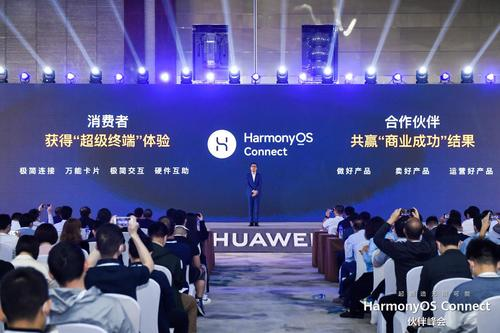 消费者
获得“超级终端”体验
极简连接 万能卡片 极简交互 硬件互助
HarmonyOS
Connect
合作伙伴
共赢“商业成功”结果
做好产品 卖好产品 运营好产品
HUAWEI
HarmonyOS Connect
伙伴峰会